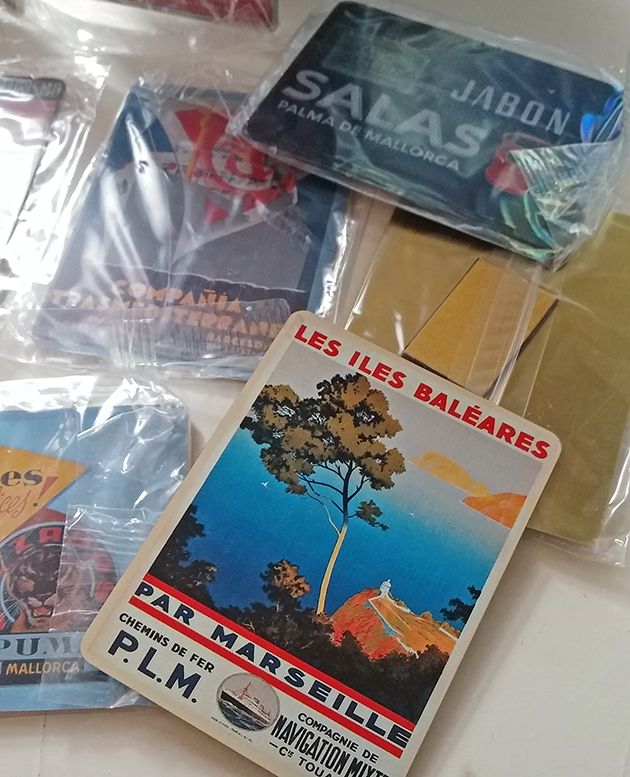 JABON
SALAS
PALMA DE MALLORCA
COMPAÑIA
TRASMEDITERRANEA
LES ILES BALÉARES
PAR MARSEILLE
CHEMINS DE FER
P.L.M.
COMPAGNIE DE
NAVIGATION MIXTE
— Cie TOUA
es
PUM
MALLORCA